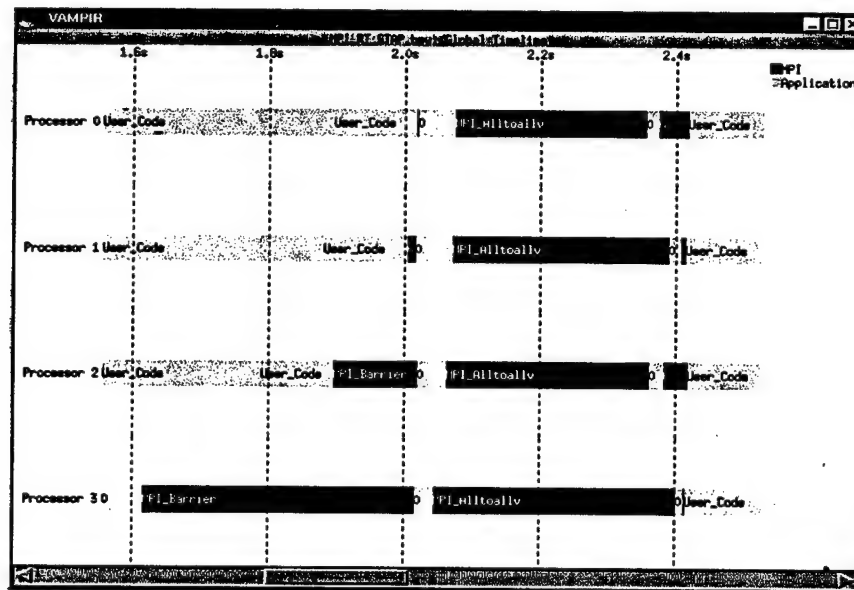 VAMPIR
1.6s 1.8s 2.0s 2.2s 2.4s
MPI
Application
Processor 0 User_Code User_Code 0 MPI_Alltoallv 0 User_Code
Processor 1 User_Code User_Code 0 MPI_Alltoallv 0 User_Code
Processor 2 User_Code User_Code MPI_Barrier 0 MPI_Alltoallv 0 User_Code
Processor 3 0 MPI_Barrier 0 MPI_Alltoallv 0 User_Code